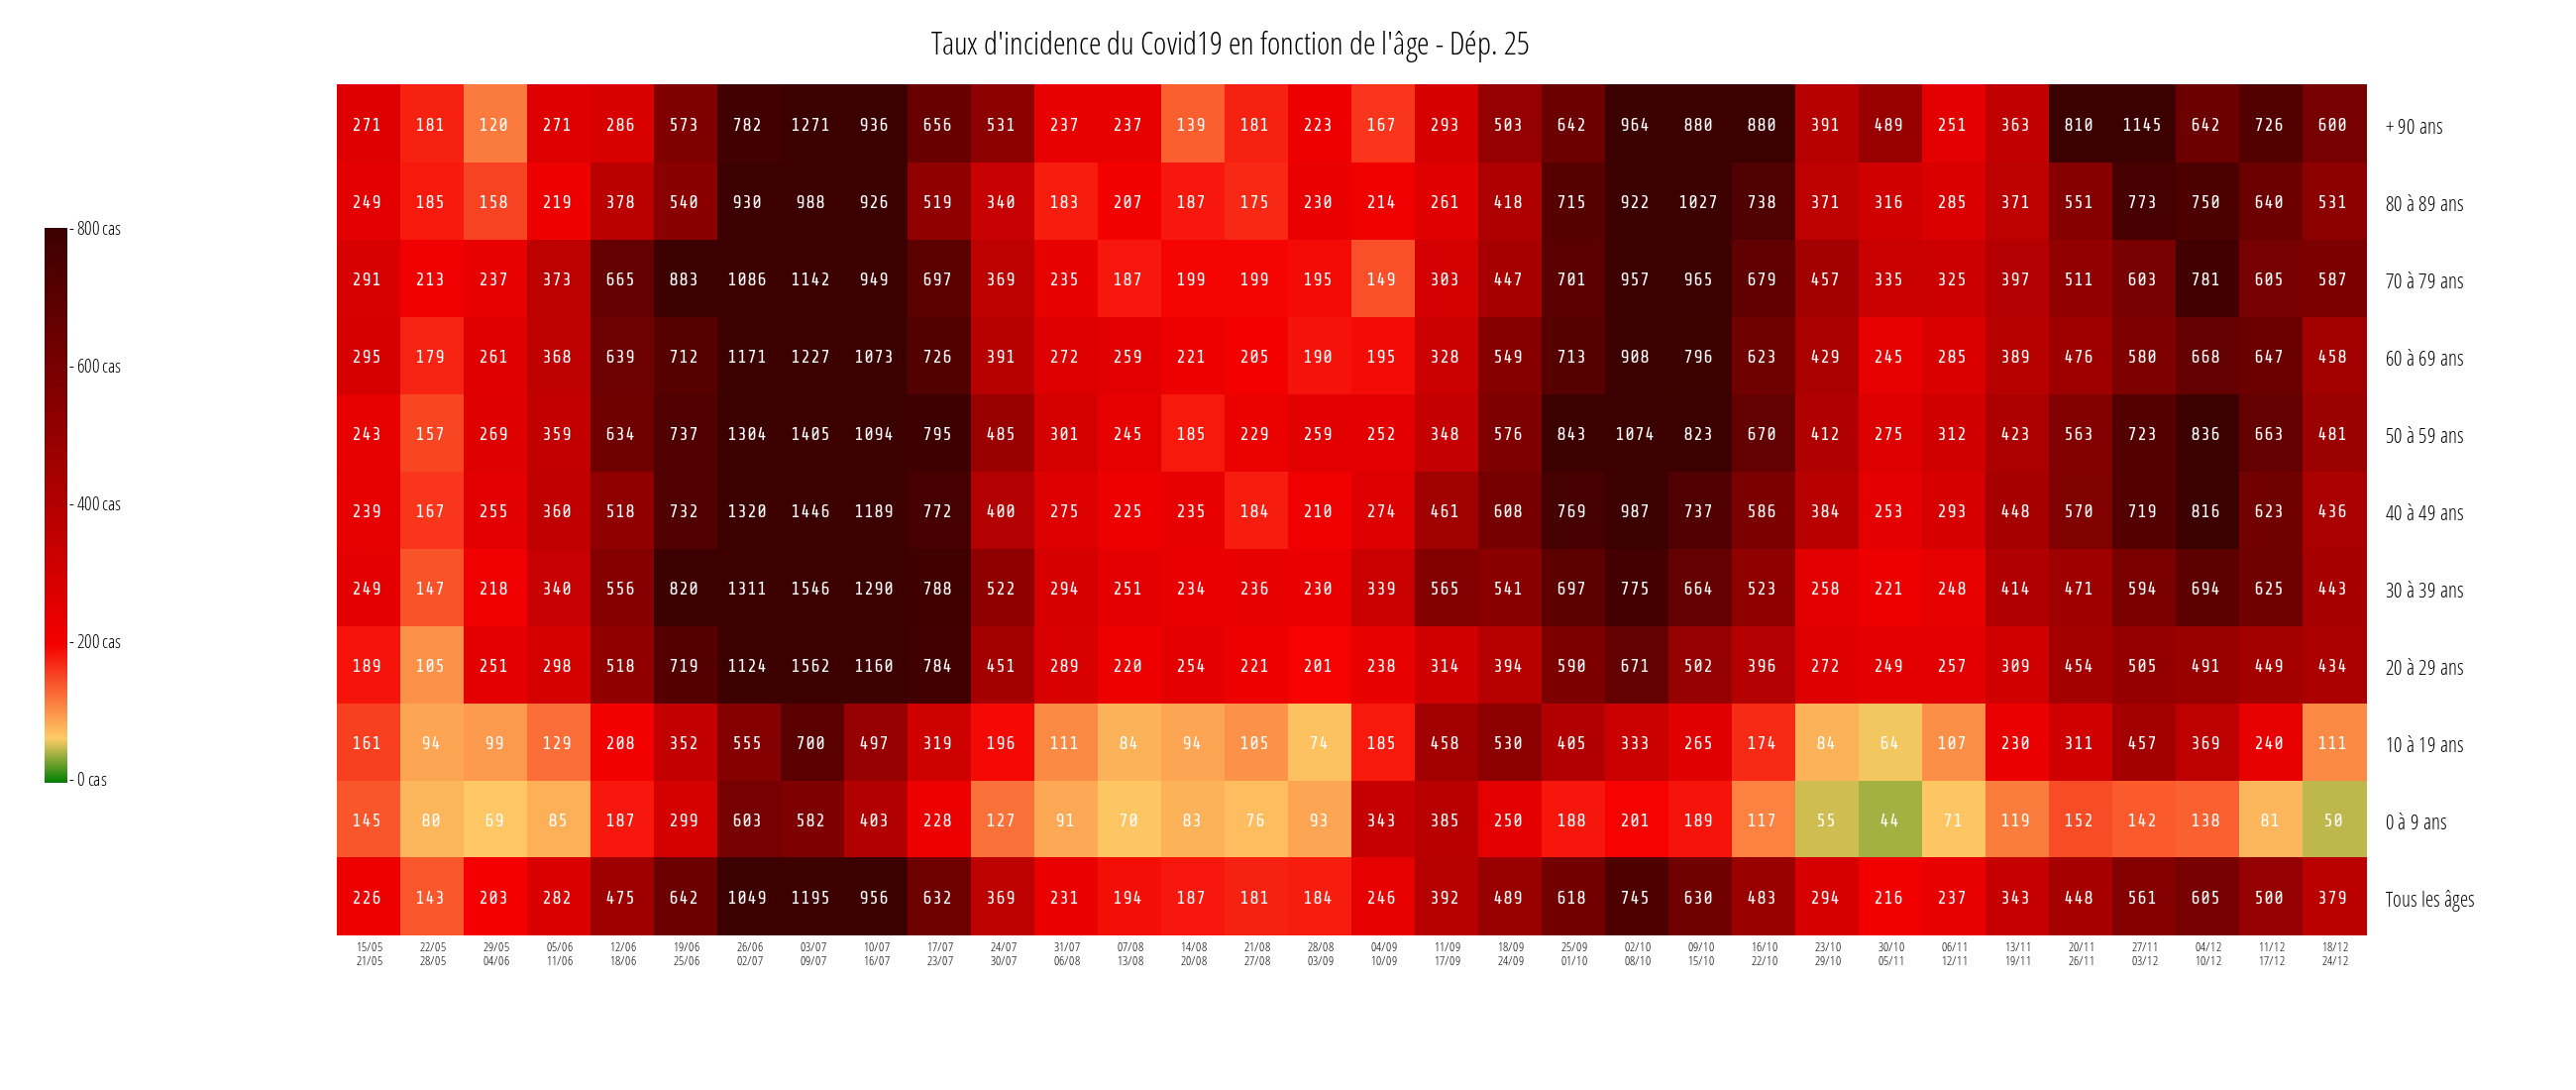 Taux d'incidence du Covid19 en fonction de l'âge - Dép. 25
271 181 120 271 286 573 782 1271 936 656 531 237 237 139 181 223 167 293 503 642 964 880 880 391 489 251 363 810 1145 642 726 600 + 90 ans
249 185 158 219 378 540 930 988 926 519 340 183 207 187 175 230 214 261 418 715 922 1027 738 371 316 285 371 551 773 750 640 531 80 à 89 ans
291 213 237 373 665 883 1086 1142 949 697 369 235 187 199 199 195 149 303 447 701 957 965 679 457 335 325 397 511 603 781 605 587 70 à 79 ans
295 179 261 368 639 712 1171 1227 1073 726 391 272 259 221 205 190 195 328 549 713 908 796 623 429 245 285 389 476 580 668 647 458 60 à 69 ans
243 157 269 359 634 737 1304 1405 1094 795 485 301 245 185 229 259 252 348 576 843 1074 823 670 412 275 312 423 563 723 836 663 481 50 à 59 ans
239 167 255 360 518 732 1320 1446 1189 772 400 275 225 235 184 210 274 461 608 769 987 737 586 384 253 293 448 570 719 816 623 436 40 à 49 ans
249 147 218 340 556 820 1311 1546 1290 788 522 294 251 234 236 230 339 565 541 697 775 664 523 258 221 248 414 471 594 694 625 443 30 à 39 ans
189 105 251 298 518 719 1124 1562 1160 784 451 289 220 254 221 201 238 314 394 590 671 502 396 272 249 257 309 454 505 491 449 434 20 à 29 ans
161 94 99 129 208 352 555 700 497 319 196 111 84 94 105 74 185 458 530 405 333 265 174 84 64 107 230 311 457 369 240 111 10 à 19 ans
145 80 69 85 187 299 603 582 403 228 127 91 70 83 76 93 343 385 250 188 201 189 117 55 44 71 119 152 142 138 81 50 0 à 9 ans
226 143 203 282 475 642 1049 1195 956 632 369 231 194 187 181 184 246 392 489 618 745 630 483 294 216 237 343 448 561 605 500 379 Tous les âges
15/05 22/05 29/05 05/06 12/06 19/06 26/06 03/07 10/07 17/07 24/07 31/07 07/08 14/08 21/08 28/08 04/09 11/09 18/09 25/09 02/10 09/10 16/10 23/10 30/10 06/11 13/11 20/11 27/11 04/12 11/12 18/12
21/05 28/05 04/06 11/06 18/06 25/06 02/07 09/07 16/07 23/07 30/07 06/08 13/08 20/08 27/08 03/09 10/09 17/09 24/09 01/10 08/10 15/10 22/10 29/10 05/11 12/11 19/11 26/11 03/12 10/12 17/12 24/12
- 800 cas
- 600 cas
- 400 cas
- 200 cas
- 0 cas